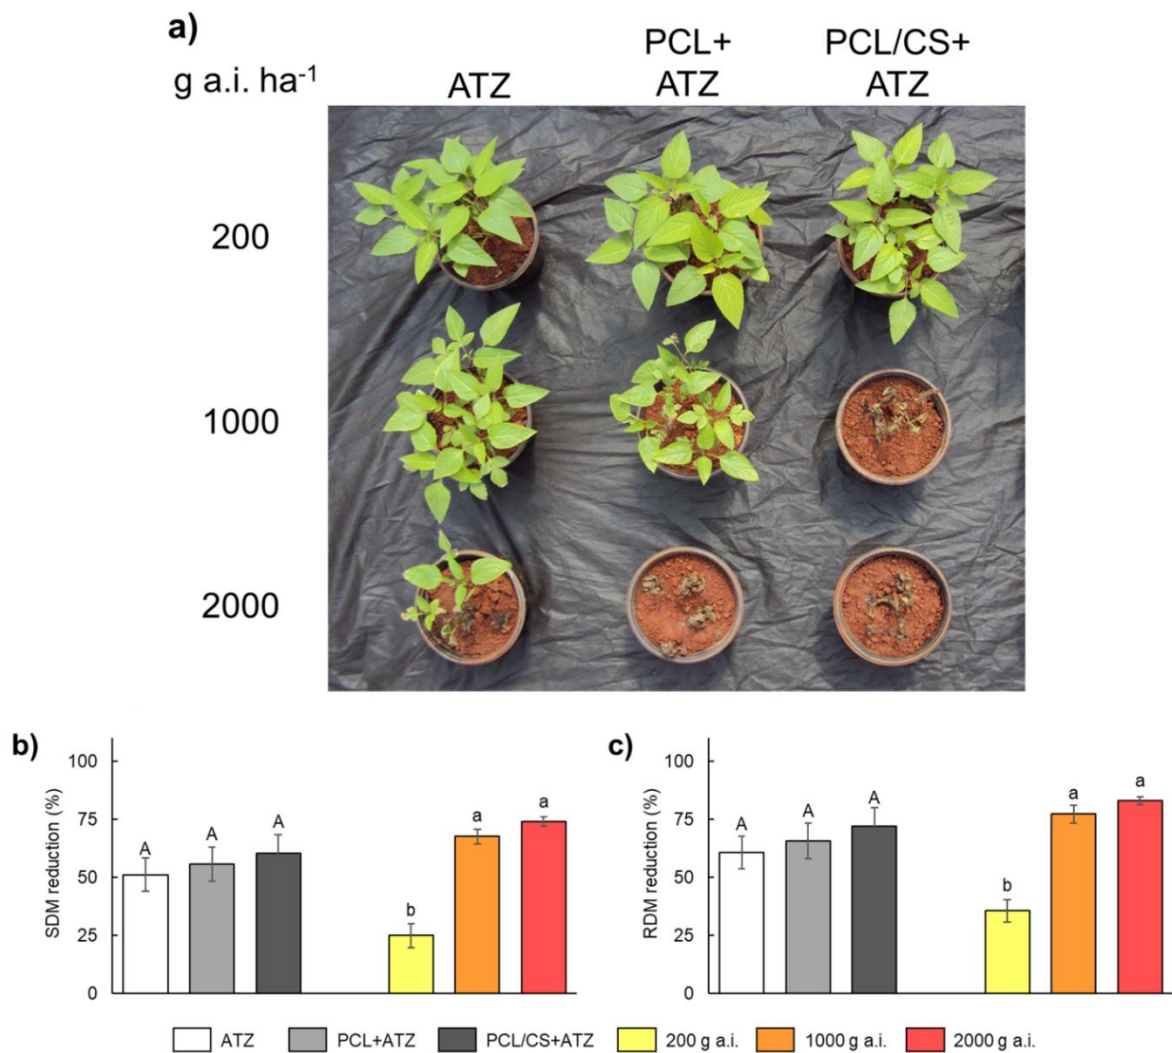 a)
g a.i. ha⁻¹
ATZ
PCL+
ATZ
PCL/CS+
ATZ
200
1000
2000
b)
SDM reduction (%)
100
75
50
25
0
A
A
A
b
a
a
c)
RDM reduction (%)
100
75
50
25
0
A
A
A
b
a
a
ATZ PCL+ATZ PCL/CS+ATZ 200 g a.i. 1000 g a.i. 2000 g a.i.